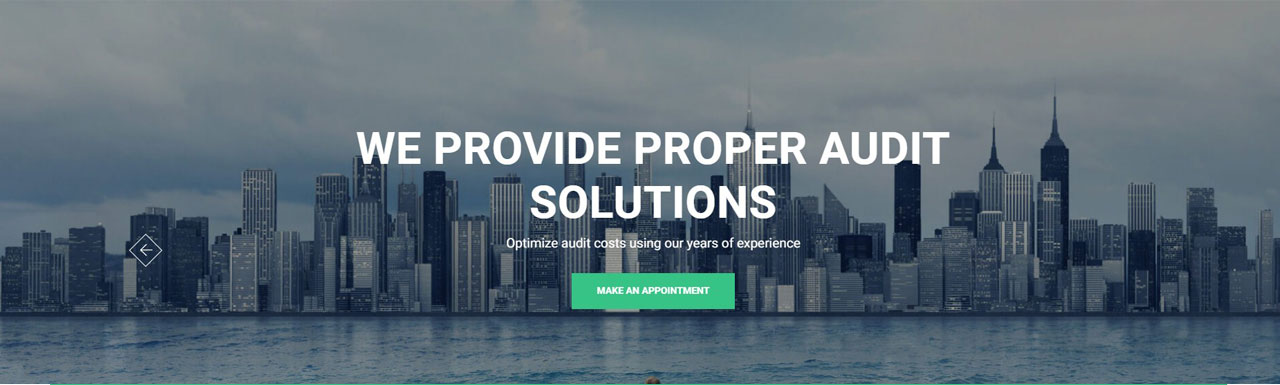 WE PROVIDE PROPER AUDIT
SOLUTIONS
Optimize audit costs using our years of experience
MAKE AN APPOINTMENT